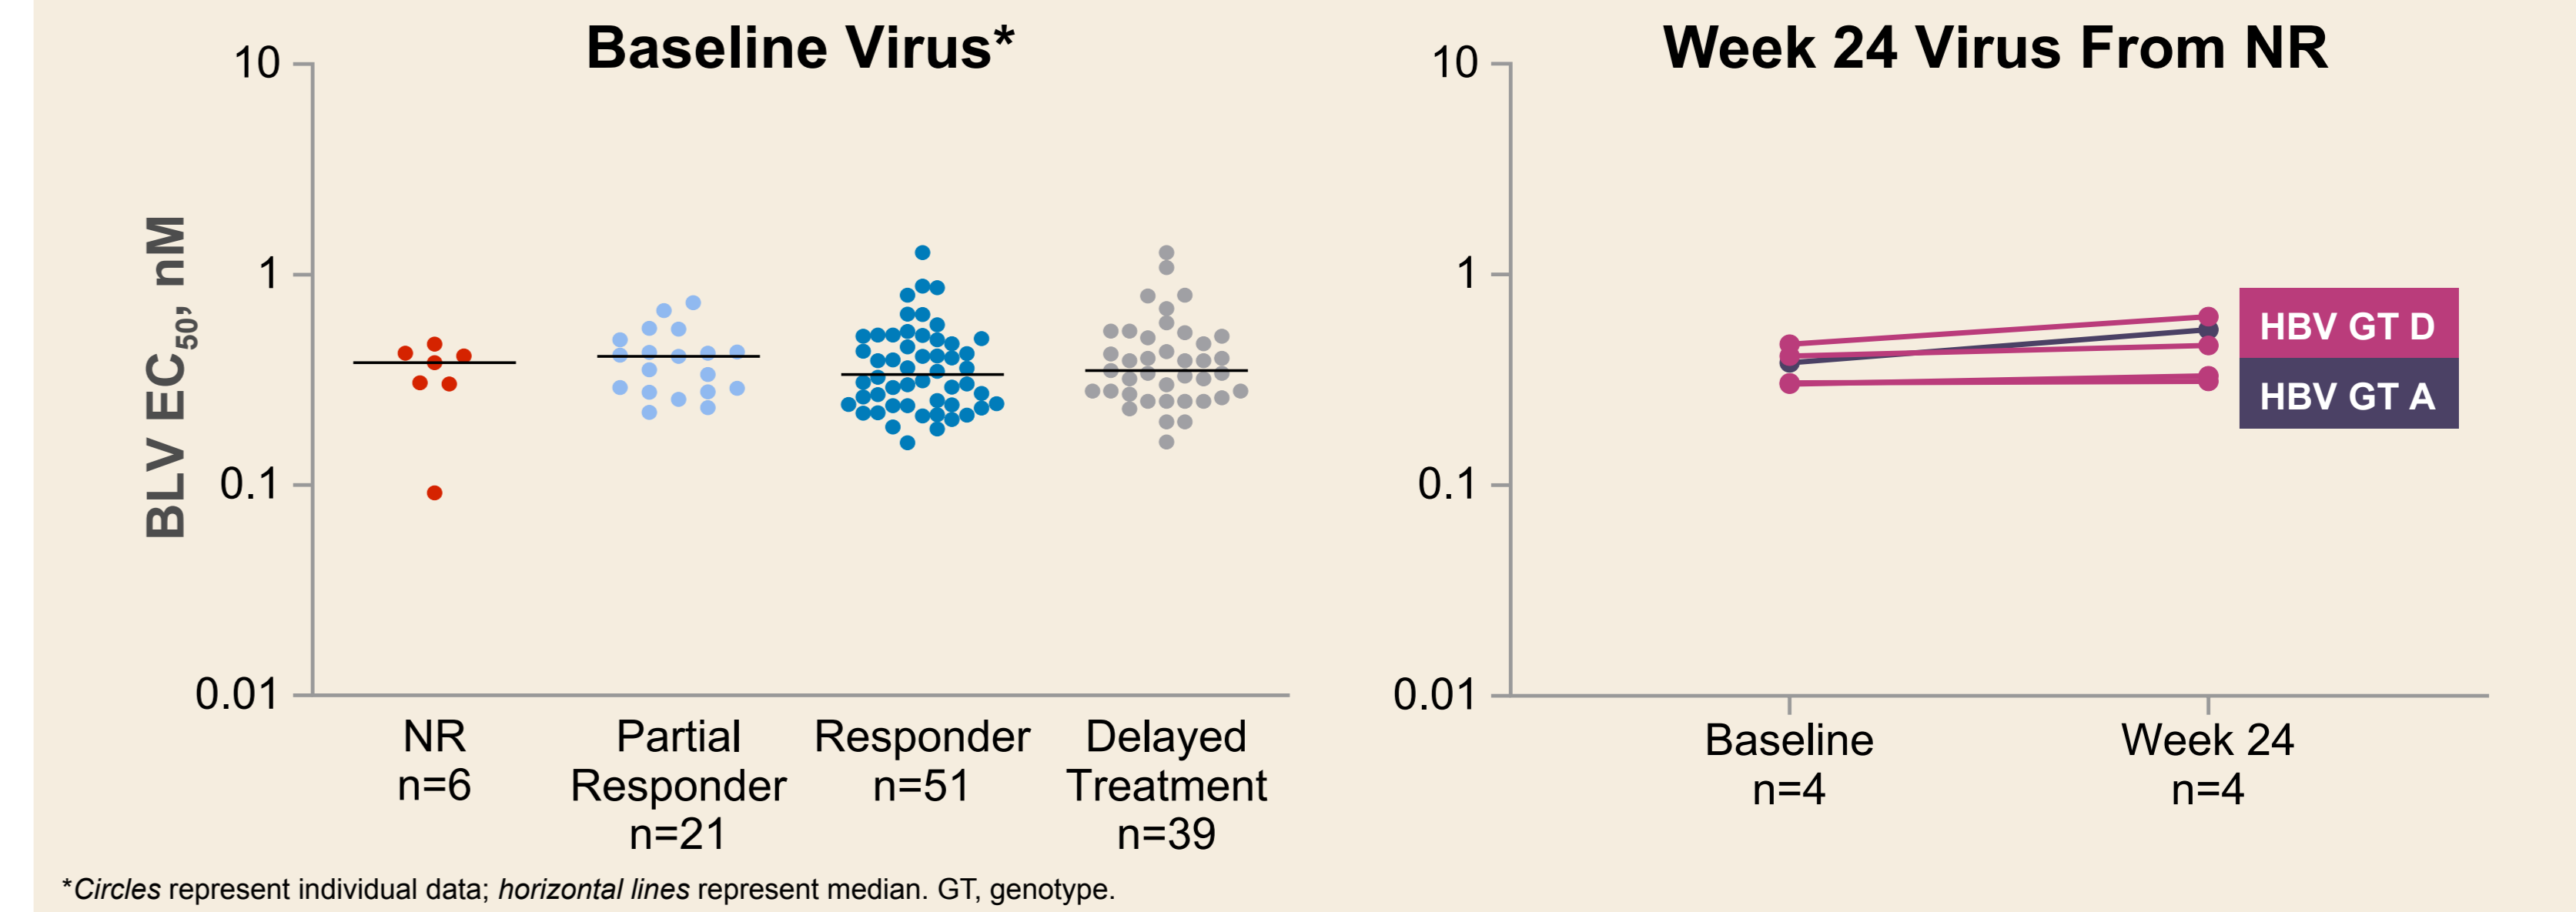 Baseline Virus*
BLV EC50, nM
10
1
0.1
0.01
NR
n=6
Partial
Responder
n=21
Responder
n=51
Delayed
Treatment
n=39
Week 24 Virus From NR
10
1
0.1
0.01
HBV GT D
HBV GT A
Baseline
n=4
Week 24
n=4
*Circles represent individual data; horizontal lines represent median. GT, genotype.